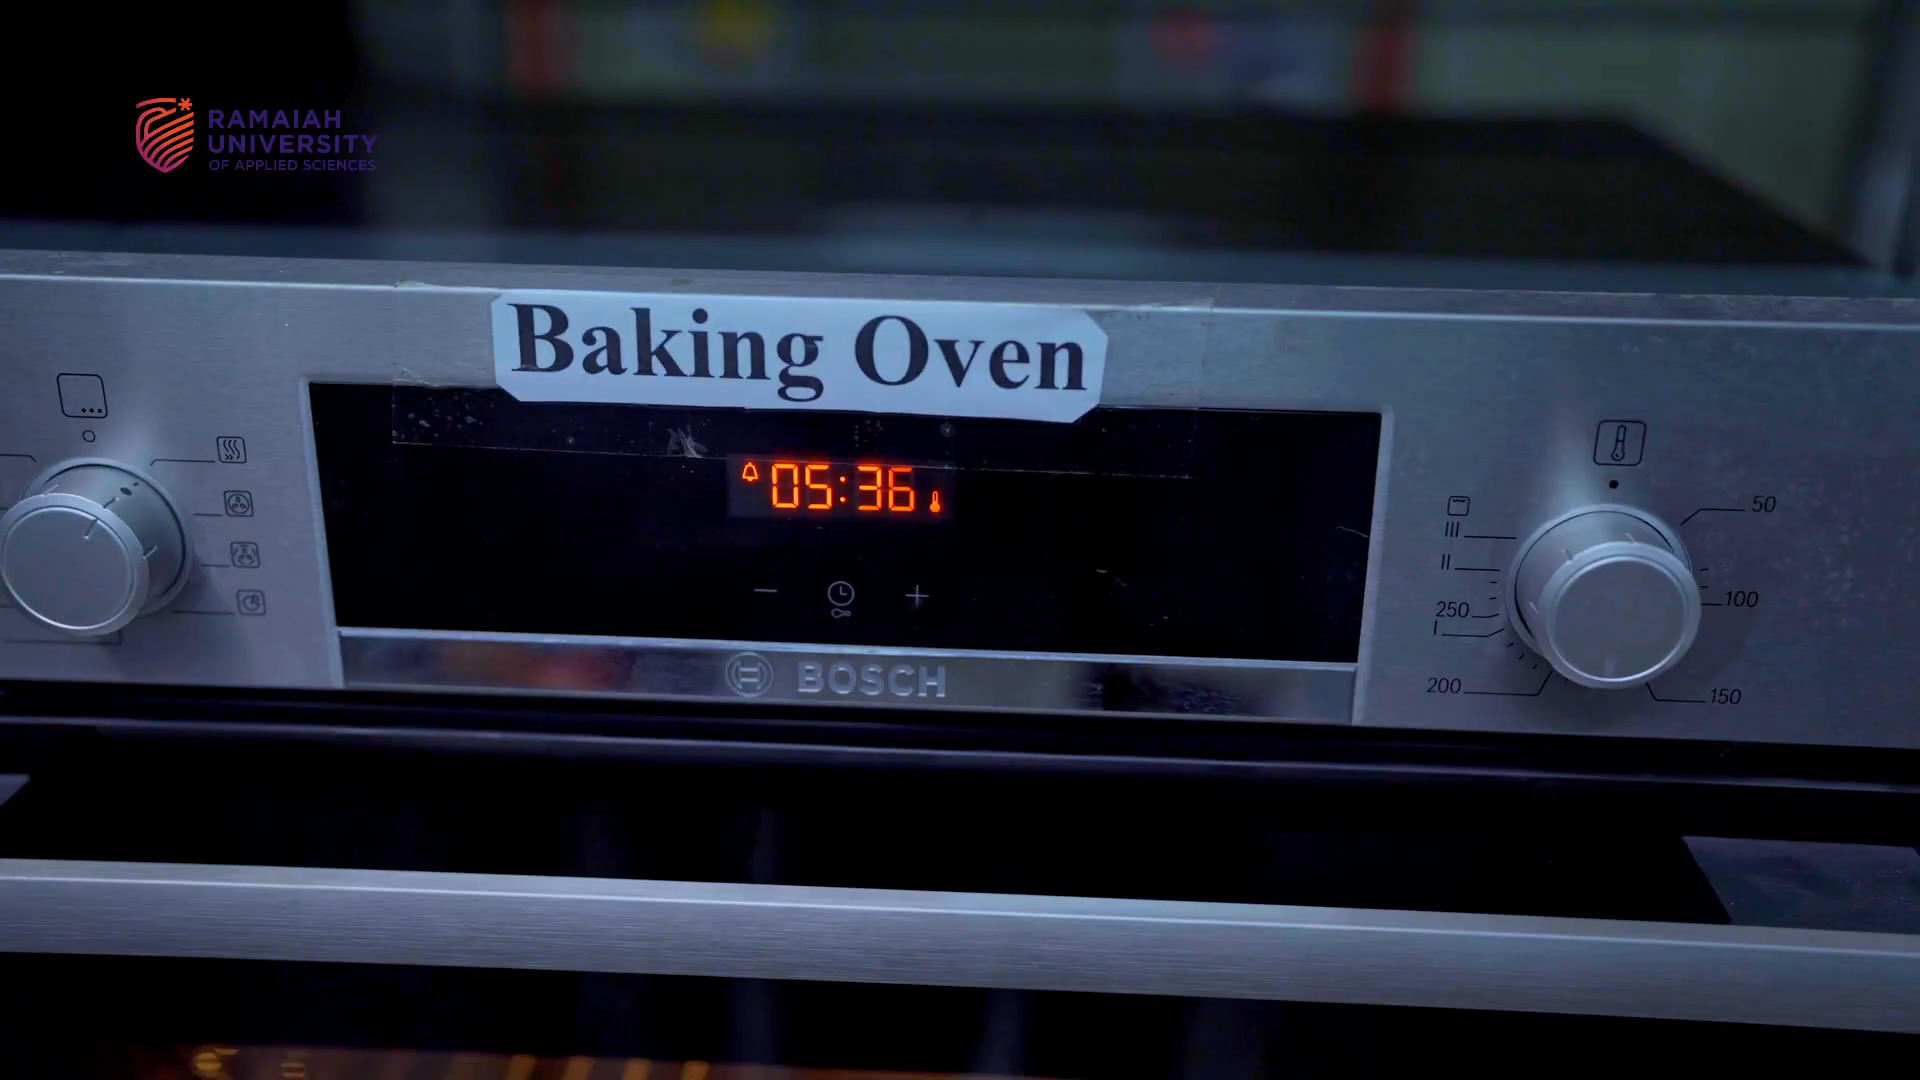 RAMAIAH
UNIVERSITY
OF APPLIED SCIENCES
Baking Oven
05:36
50
100
150
III
II
250
I
200
BOSCH